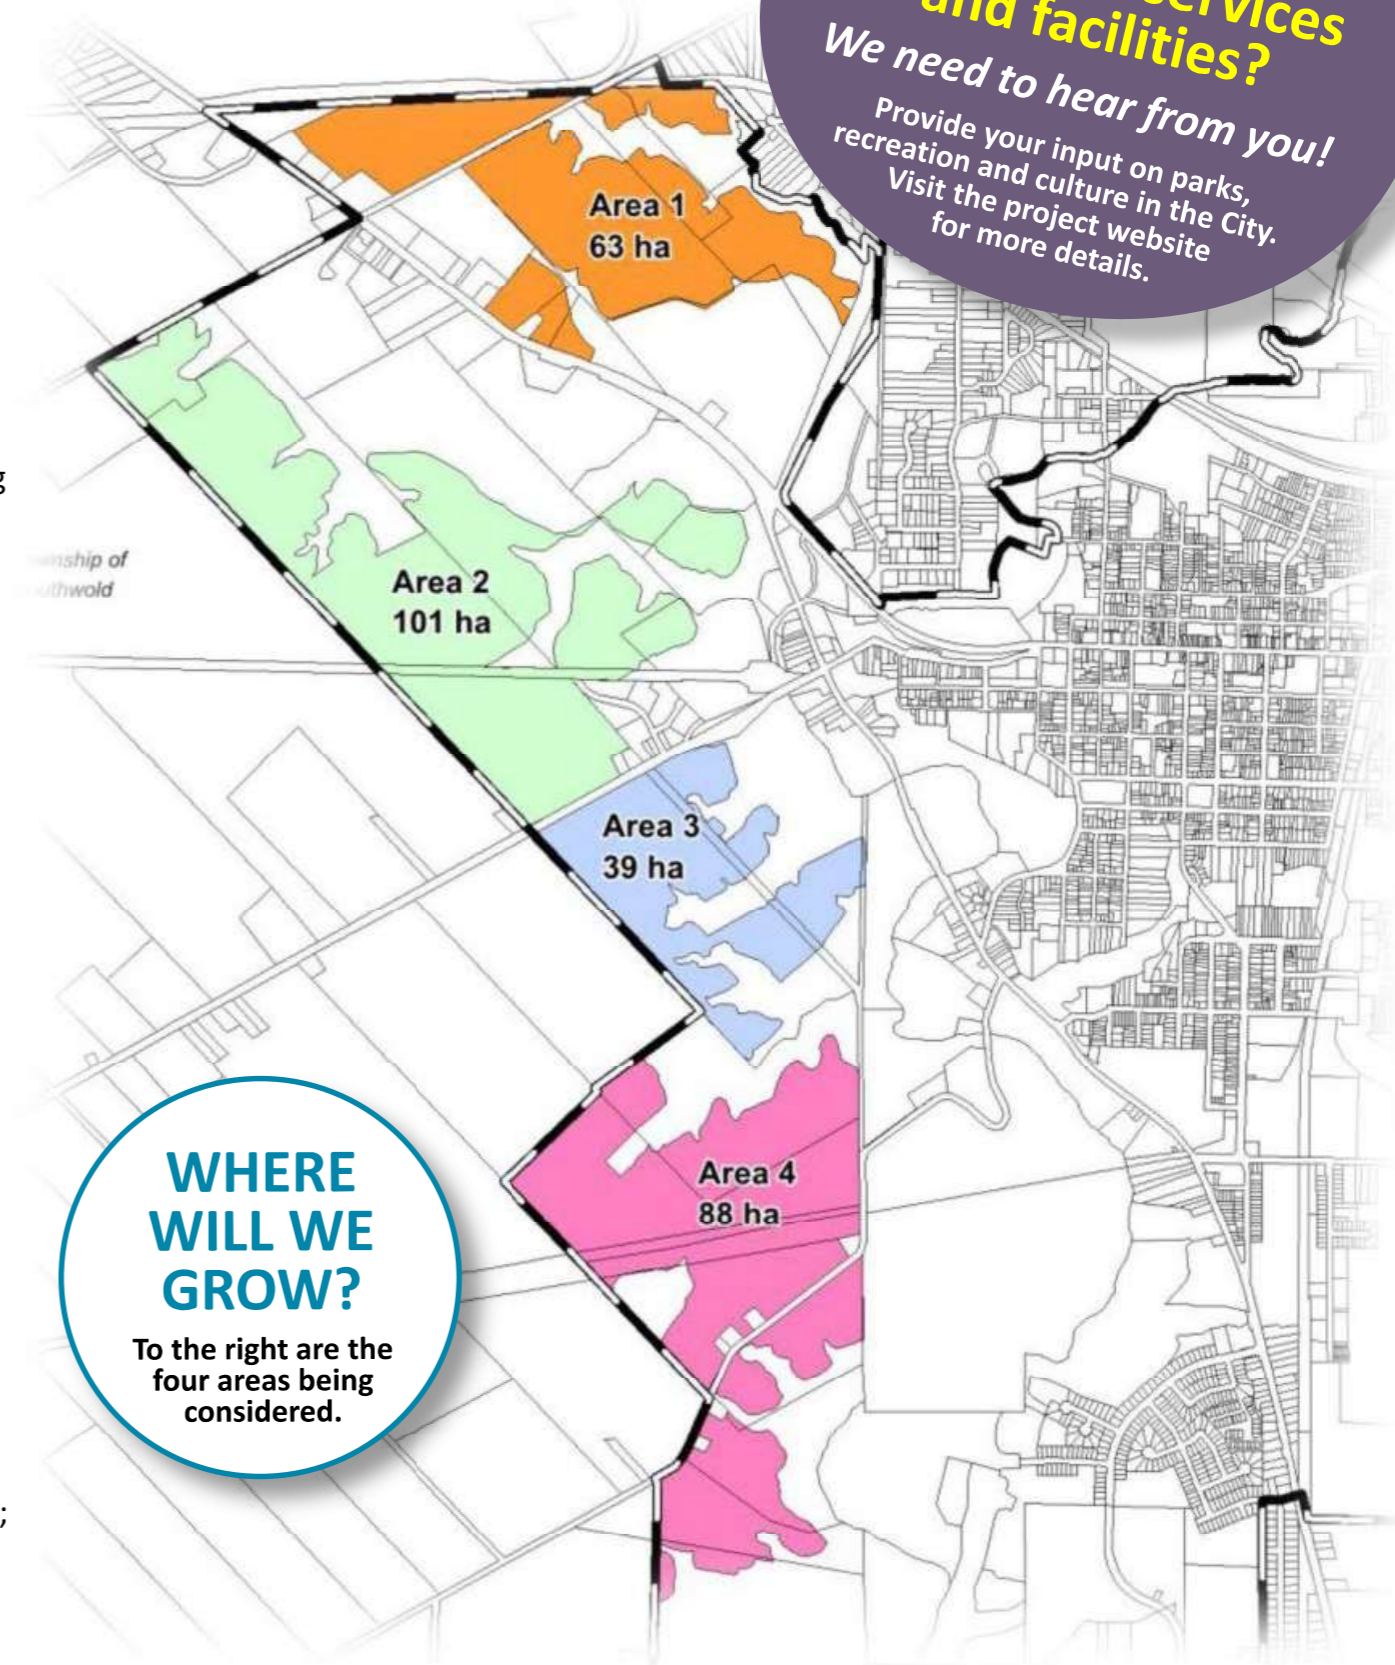 and facilities?
We need to hear from you!
Provide your input on parks,
recreation and culture in the City.
Visit the project website
for more details.
Area 1
63 ha
g
of
Area 2
101 ha
Area 3
39 ha
Area 4
88 ha
WHERE
WILL WE
GROW?
To the right are the
four areas being
considered.
;